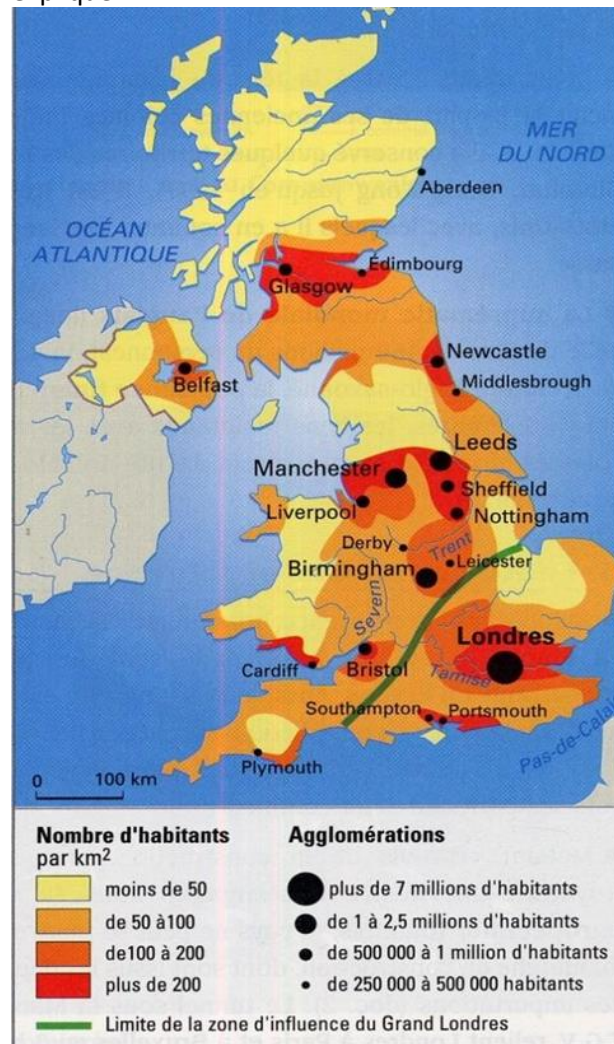 MER
DU NORD
Aberdeen
OCÉAN
ATLANTIQUE
Édimbourg
Glasgow
Newcastle
Belfast
Middlesbrough
Leeds
Manchester
Sheffield
Liverpool
Nottingham
Derby
Trent
Leicester
Birmingham
Severn
Londres
Cardiff
Bristol
Tamise
Southampton
Portsmouth
Pas-de-Calais
Plymouth
0 100 km
Nombre d'habitants
par km2
moins de 50
de 50 à100
de100 à 200
plus de 200
Agglomérations
plus de 7 millions d'habitants
de 1 à 2,5 millions d'habitants
de 500 000 à 1 million d'habitants
de 250 000 à 500 000 habitants
Limite de la zone d'influence du Grand Londres